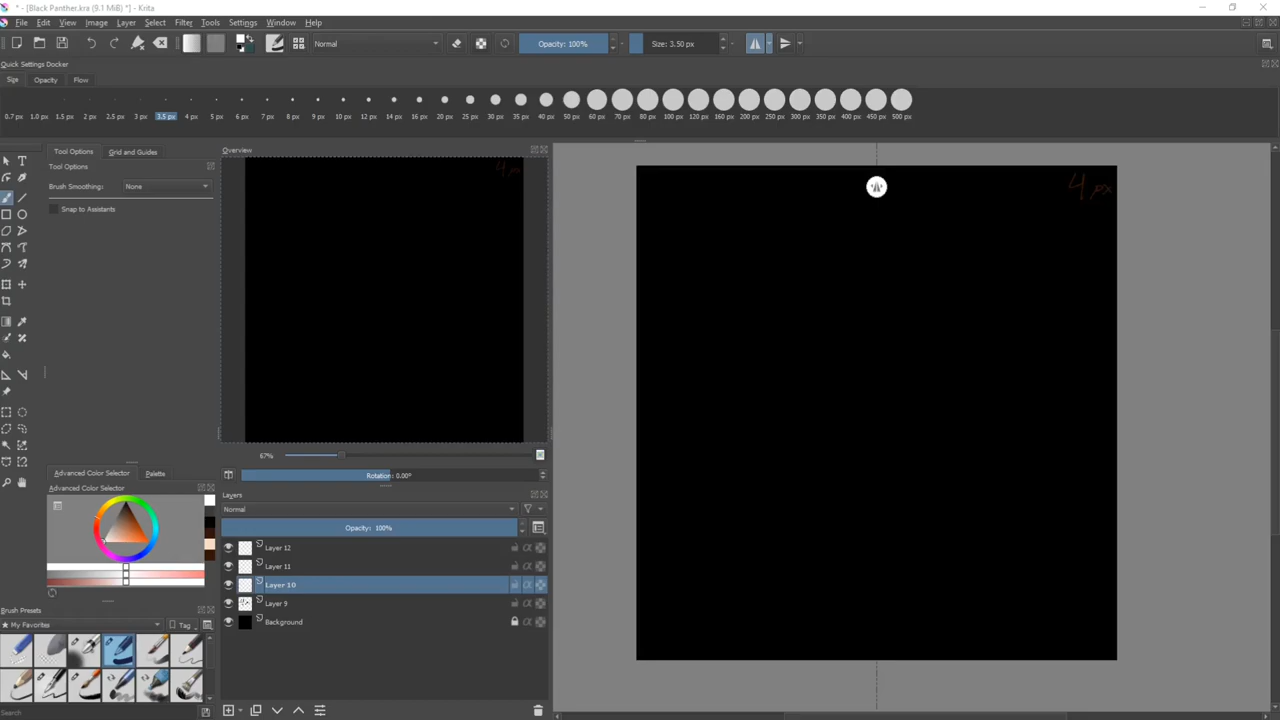 * - [Black Panther.kra (9.1 MiB) *] - Krita
File Edit View Image Layer Select Filter Tools Settings Window Help
Normal Opacity: 100% Size: 3.50 px
Quick Settings Docker
Size Opacity Flow
0.7 px 1.0 px 1.5 px 2 px 2.5 px 3 px 3.5 px 4 px 5 px 6 px 7 px 8 px 9 px 10 px 12 px 14 px 16 px 20 px 25 px 30 px 35 px 40 px 50 px 60 px 70 px 80 px 100 px 120 px 160 px 200 px 250 px 300 px 350 px 400 px 450 px 500 px
Tool Options Grid and Guides
Tool Options
Brush Smoothing: None
Snap to Assistants
Overview
4 p
4 px
67%
Rotation: 0.00°
Advanced Color Selector Palette
Advanced Color Selector
Layers
Normal
Opacity: 100%
Layer 12
Layer 11
Layer 10
Layer 9
Background
Brush Presets
My Favorites Tag
Search